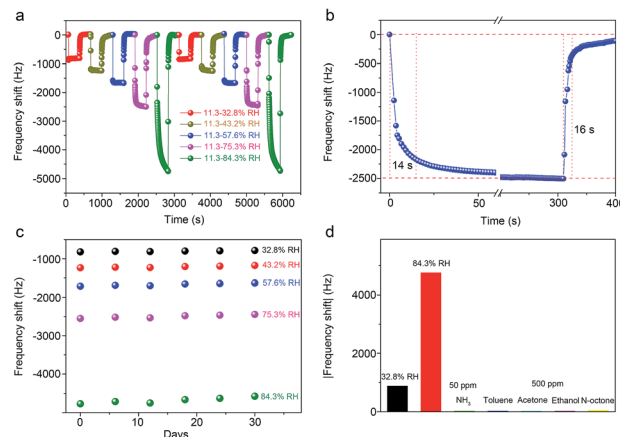 a
Frequency shift (Hz)
0
-1000
-2000
-3000
-4000
-5000
11.3-32.8% RH
11.3-43.2% RH
11.3-57.6% RH
11.3-75.3% RH
11.3-84.3% RH
0 1000 2000 3000 4000 5000 6000
Time (s)
b
Frequency shift (Hz)
0
-500
-1000
-1500
-2000
-2500
14 s
16 s
0 50 300 350 400
Time (s)
c
Frequency shift (Hz)
-1000
-2000
-3000
-4000
32.8% RH
43.2% RH
57.6% RH
75.3% RH
84.3% RH
0 5 10 15 20 25 30 35
Days
d
|Frequency shift| (Hz)
4000
2000
0
84.3% RH
32.8% RH
50 ppm
500 ppm
NH3 Toluene Acetone Ethanol N-octone